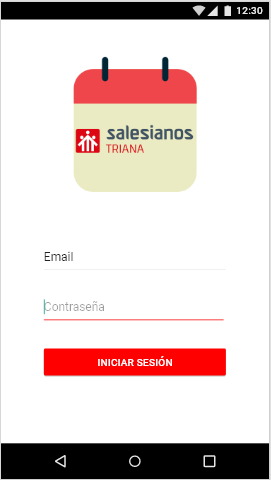 12:30
salesianos
TRIANA
Email
Contraseña
INICIAR SESIÓN